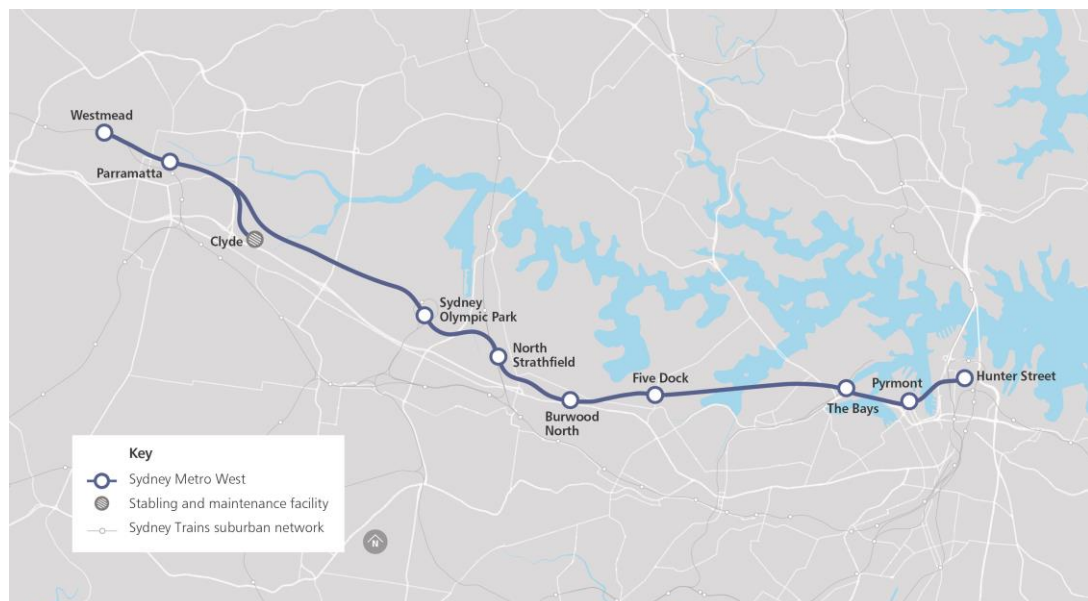 Westmead
Parramatta
Clyde
Sydney
Olympic Park
North
Strathfield
Five Dock
Pyrmont
Hunter Street
The Bays
Burwood
North
Key
Sydney Metro West
Stabling and maintenance facility
Sydney Trains suburban network
N